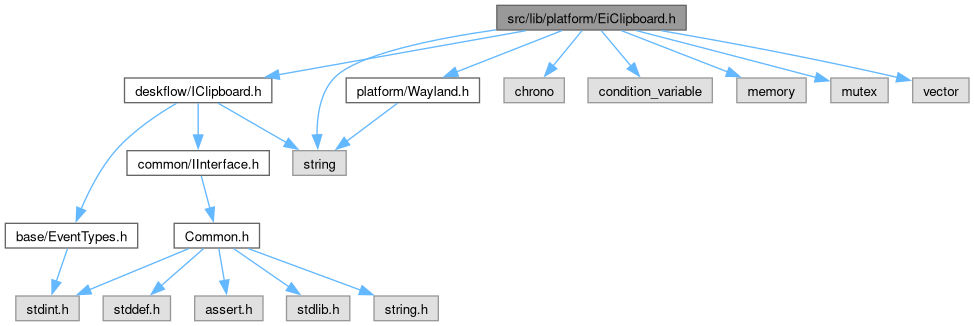 src/lib/platform/EiClipboard.h
deskflow/IClipboard.h
platform/Wayland.h
chrono
condition_variable
memory
mutex
vector
common/IInterface.h
string
base/EventTypes.h
Common.h
stdint.h
stddef.h
assert.h
stdlib.h
string.h